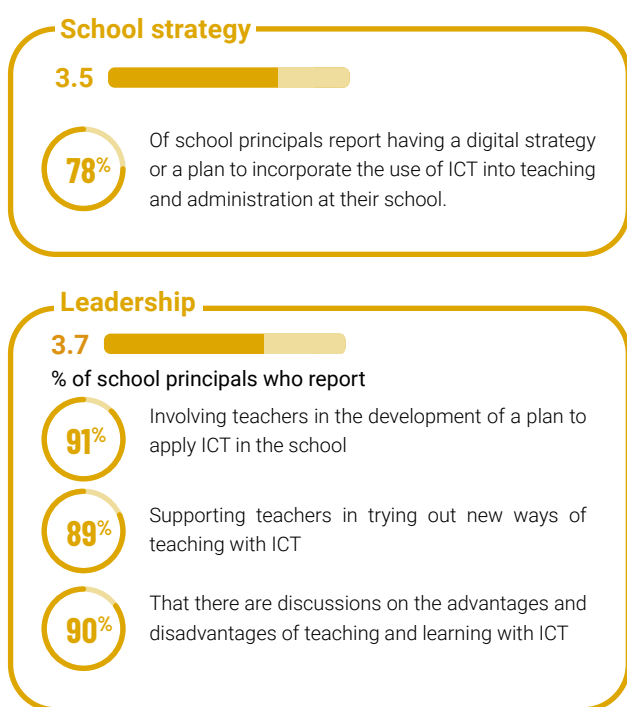 School strategy
3.5
78%
Of school principals report having a digital strategy
or a plan to incorporate the use of ICT into teaching
and administration at their school.
Leadership
3.7
% of school principals who report
91%
Involving teachers in the development of a plan to
apply ICT in the school
89%
Supporting teachers in trying out new ways of
teaching with ICT
90%
That there are discussions on the advantages and
disadvantages of teaching and learning with ICT